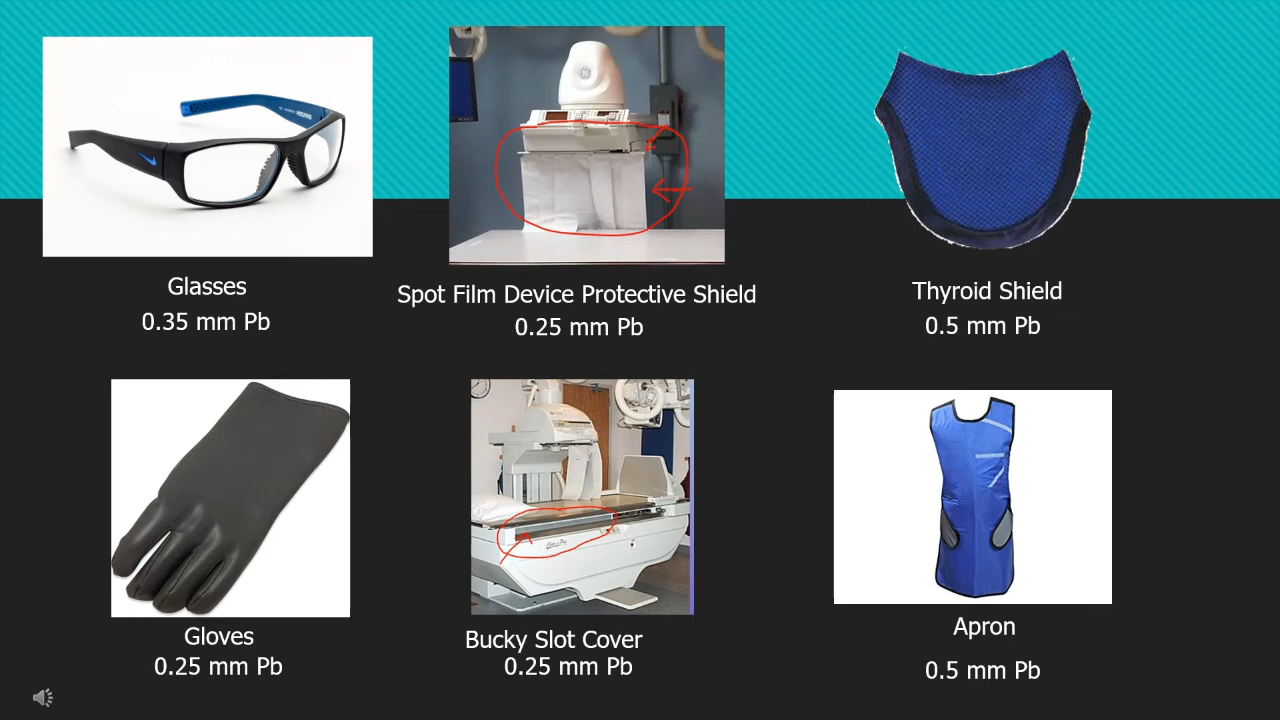 Glasses
0.35 mm Pb
Spot Film Device Protective Shield
0.25 mm Pb
Thyroid Shield
0.5 mm Pb
Gloves
0.25 mm Pb
Bucky Slot Cover
0.25 mm Pb
Apron
0.5 mm Pb